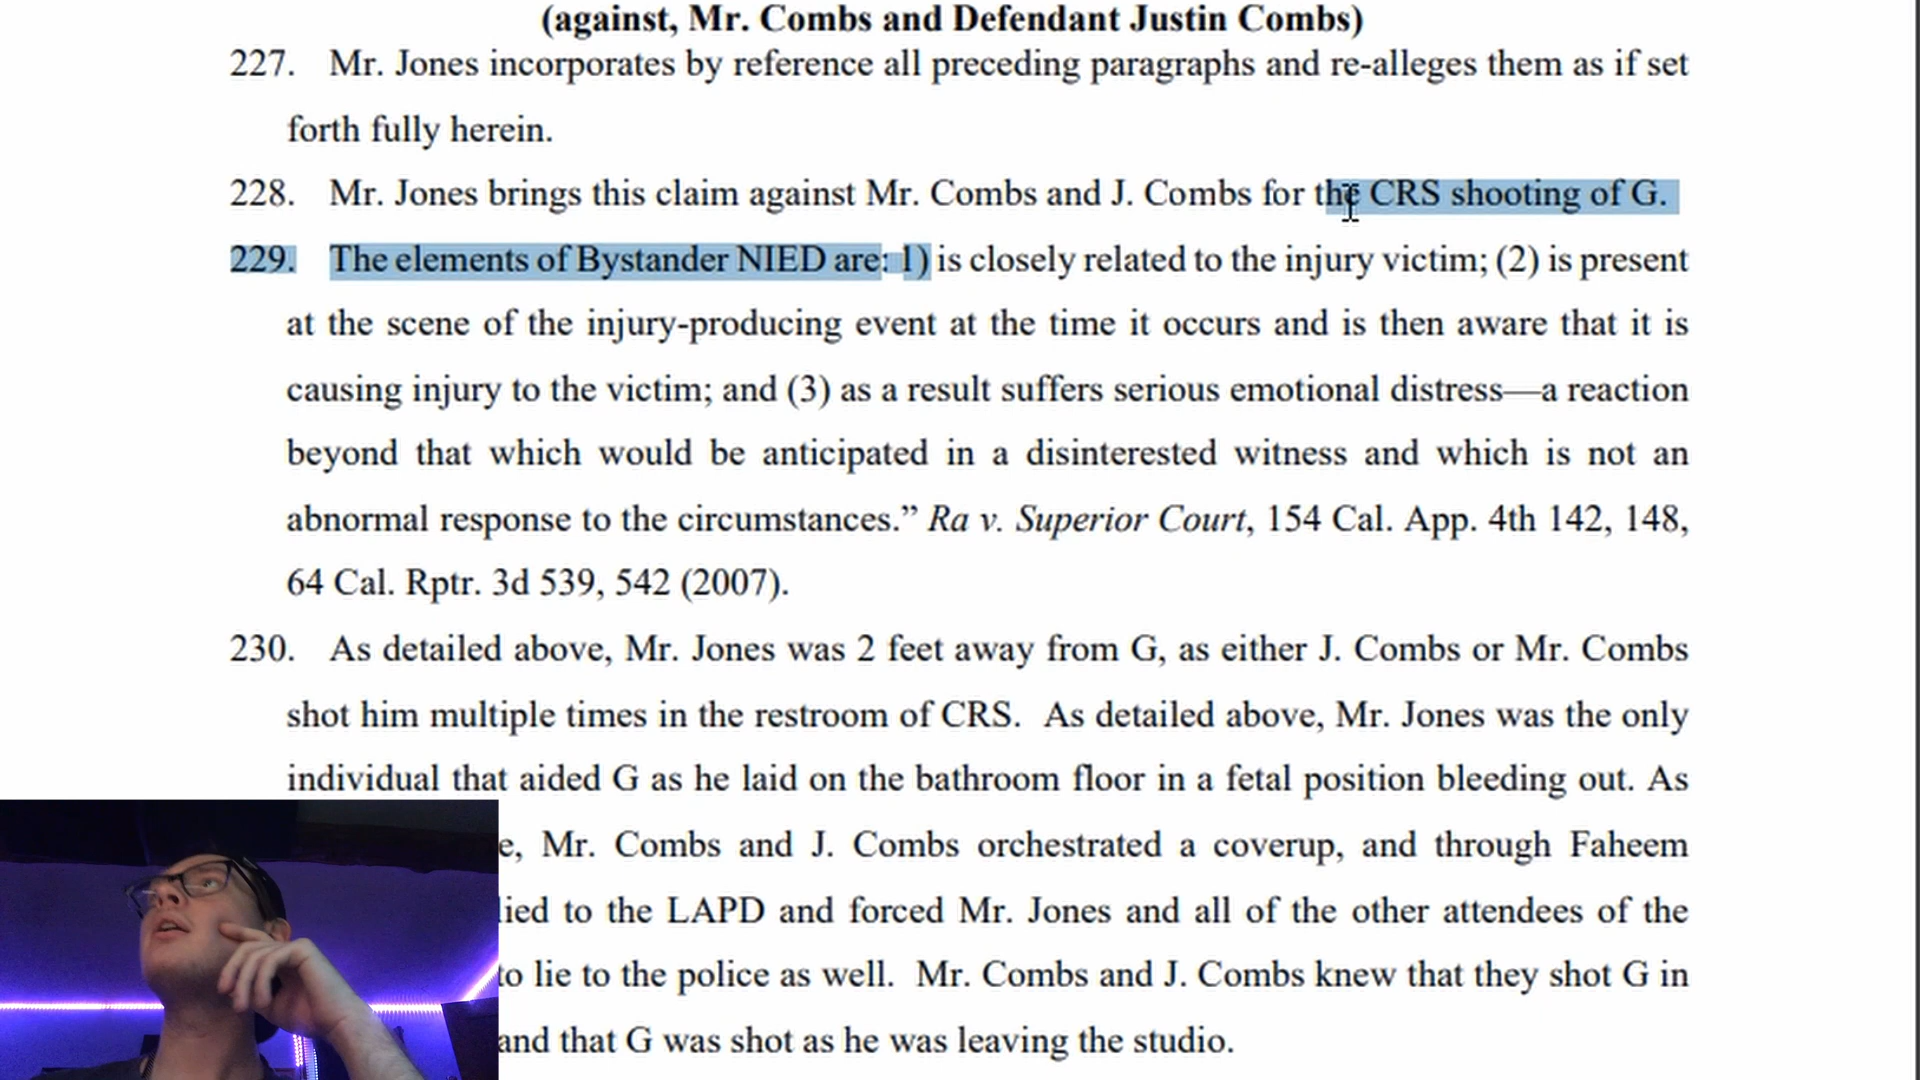 (against, Mr. Combs and Defendant Justin Combs)
227. Mr. Jones incorporates by reference all preceding paragraphs and re-alleges them as if set
forth fully herein.
228. Mr. Jones brings this claim against Mr. Combs and J. Combs for the CRS shooting of G.
229. The elements of Bystander NIED are: 1) is closely related to the injury victim; (2) is present
at the scene of the injury-producing event at the time it occurs and is then aware that it is
causing injury to the victim; and (3) as a result suffers serious emotional distress—a reaction
beyond that which would be anticipated in a disinterested witness and which is not an
abnormal response to the circumstances.” Ra v. Superior Court, 154 Cal. App. 4th 142, 148,
64 Cal. Rptr. 3d 539, 542 (2007).
230. As detailed above, Mr. Jones was 2 feet away from G, as either J. Combs or Mr. Combs
shot him multiple times in the restroom of CRS. As detailed above, Mr. Jones was the only
individual that aided G as he laid on the bathroom floor in a fetal position bleeding out. As
e, Mr. Combs and J. Combs orchestrated a coverup, and through Faheem
lied to the LAPD and forced Mr. Jones and all of the other attendees of the
to lie to the police as well. Mr. Combs and J. Combs knew that they shot G in
and that G was shot as he was leaving the studio.